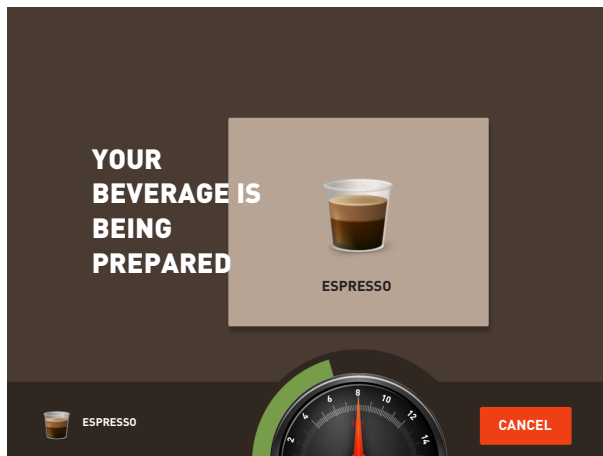 YOUR
BEVERAGE IS
BEING
PREPARED
ESPRESSO
2 4 6 8 10 12 14
ESPRESSO
CANCEL